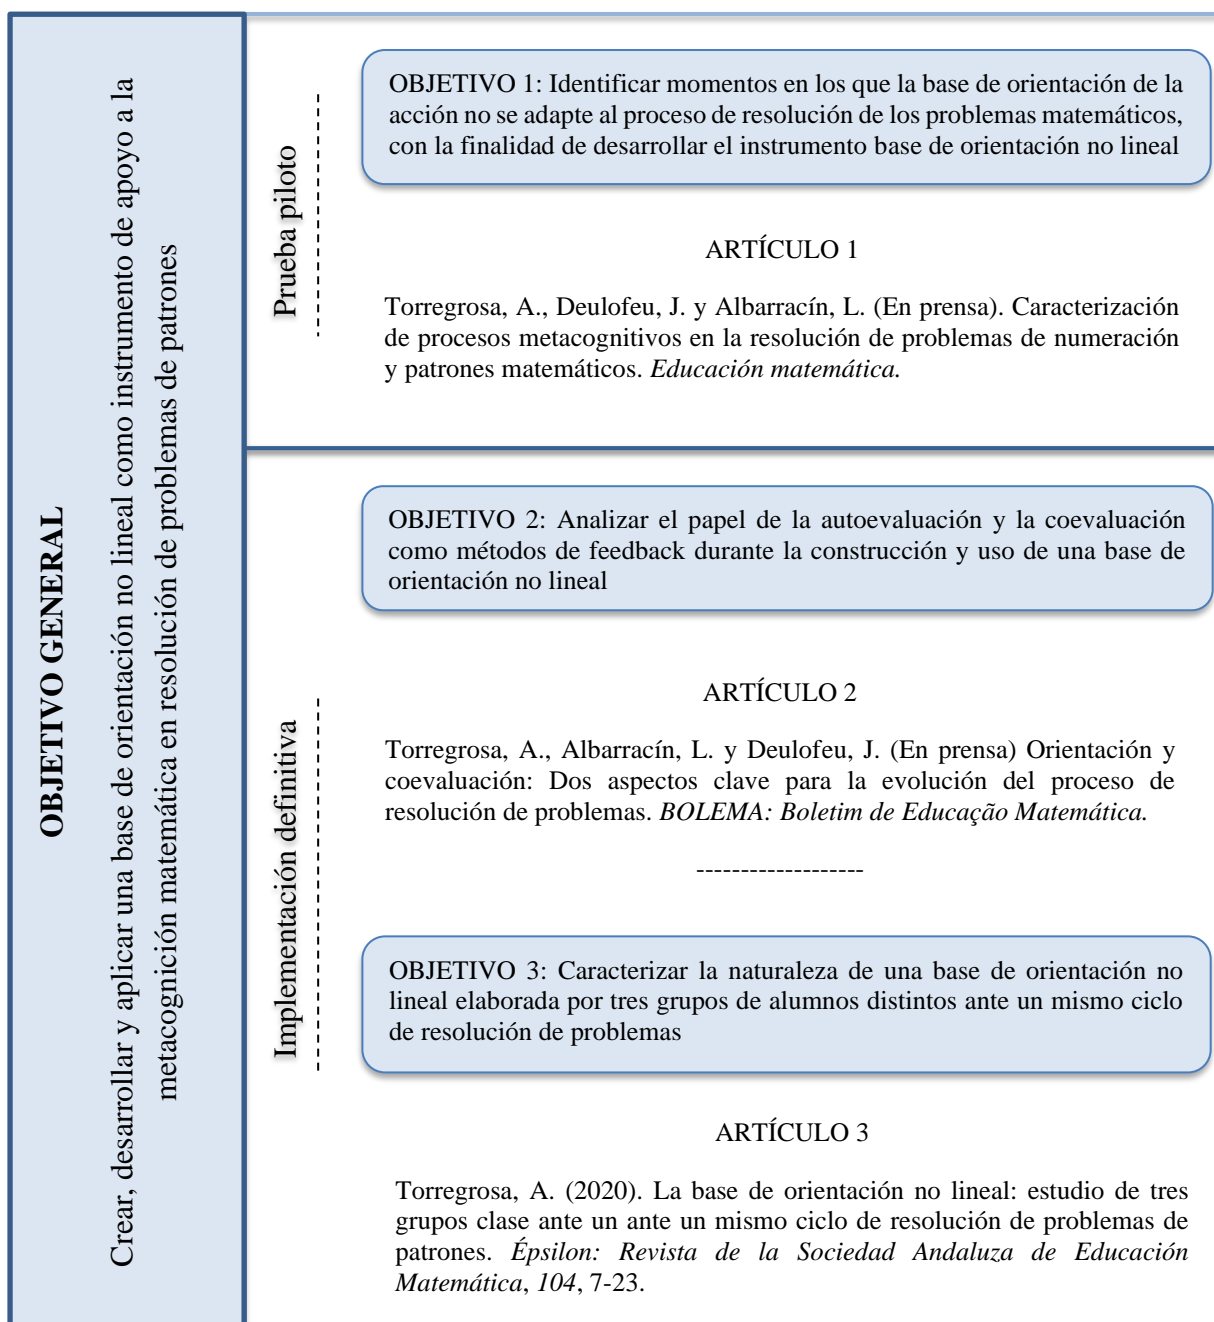 OBJETIVO GENERAL
Crear, desarrollar y aplicar una base de orientación no lineal como instrumento de apoyo a la
metacognición matemática en resolución de problemas de patrones
Prueba piloto
OBJETIVO 1: Identificar momentos en los que la base de orientación de la
acción no se adapte al proceso de resolución de los problemas matemáticos,
con la finalidad de desarrollar el instrumento base de orientación no lineal
ARTÍCULO 1
Torregrosa, A., Deulofeu, J. y Albarracín, L. (En prensa). Caracterización
de procesos metacognitivos en la resolución de problemas de numeración
y patrones matemáticos. Educación matemática.
Implementación definitiva
OBJETIVO 2: Analizar el papel de la autoevaluación y la coevaluación
como métodos de feedback durante la construcción y uso de una base de
orientación no lineal
ARTÍCULO 2
Torregrosa, A., Albarracín, L. y Deulofeu, J. (En prensa) Orientación y
coevaluación: Dos aspectos clave para la evolución del proceso de
resolución de problemas. BOLEMA: Boletim de Educação Matemática.
-------------------
OBJETIVO 3: Caracterizar la naturaleza de una base de orientación no
lineal elaborada por tres grupos de alumnos distintos ante un mismo ciclo
de resolución de problemas
ARTÍCULO 3
Torregrosa, A. (2020). La base de orientación no lineal: estudio de tres
grupos clase ante un ante un mismo ciclo de resolución de problemas de
patrones. Épsilon: Revista de la Sociedad Andaluza de Educación
Matemática, 104, 7-23.